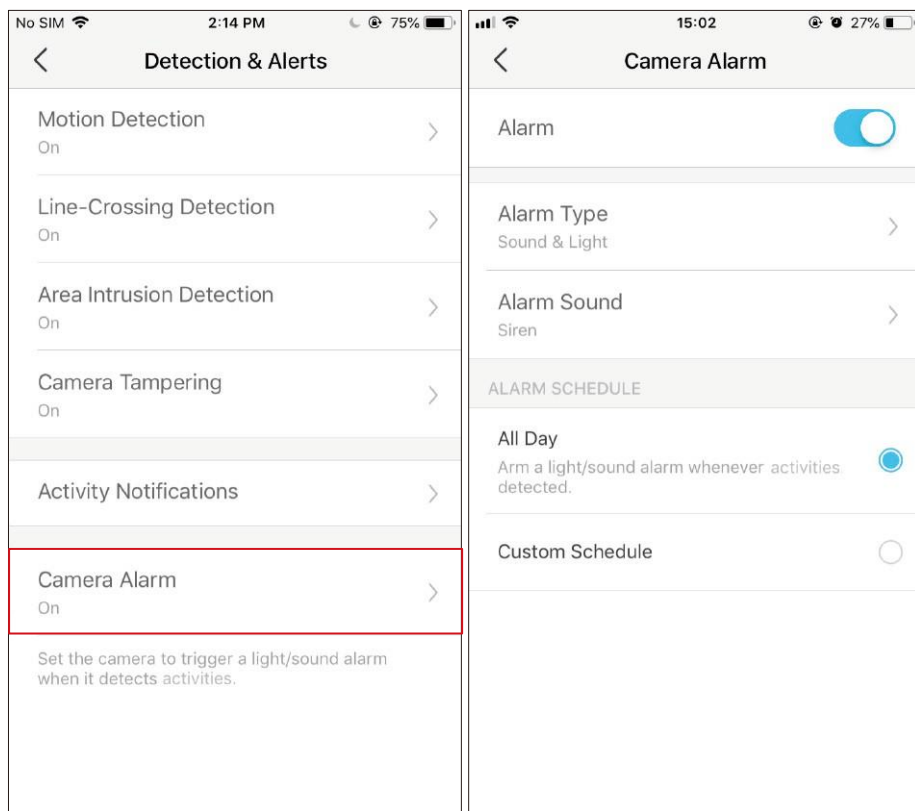 No SIM 2:14 PM 75%
Detection & Alerts
Motion Detection
On
Line-Crossing Detection
On
Area Intrusion Detection
On
Camera Tampering
On
Activity Notifications
Camera Alarm
On
Set the camera to trigger a light/sound alarm
when it detects activities.
15:02 27%
Camera Alarm
Alarm
Alarm Type
Sound & Light
Alarm Sound
Siren
ALARM SCHEDULE
All Day
Arm a light/sound alarm whenever activities
detected.
Custom Schedule